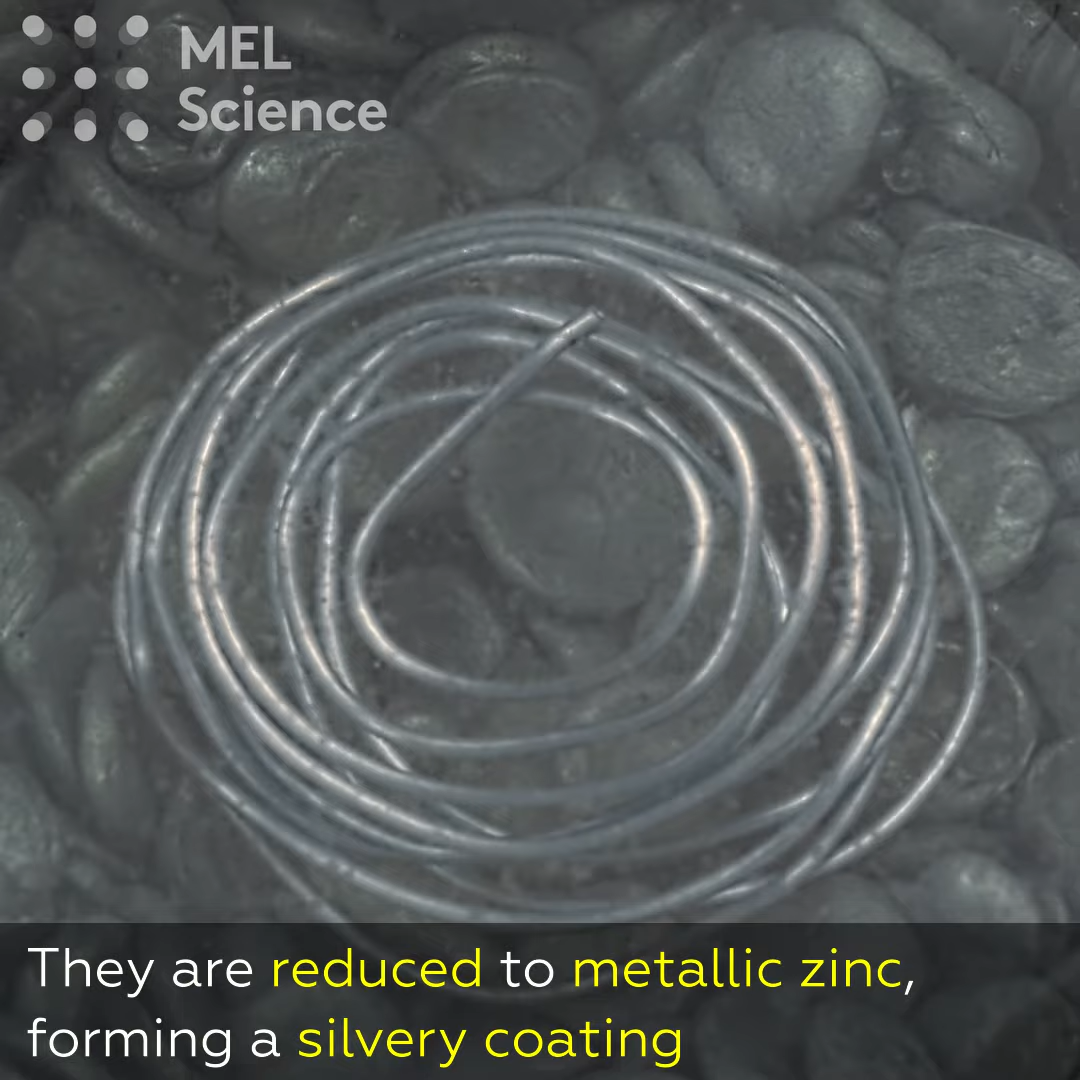 MEL
Science
They are reduced to metallic zinc,
forming a silvery coating